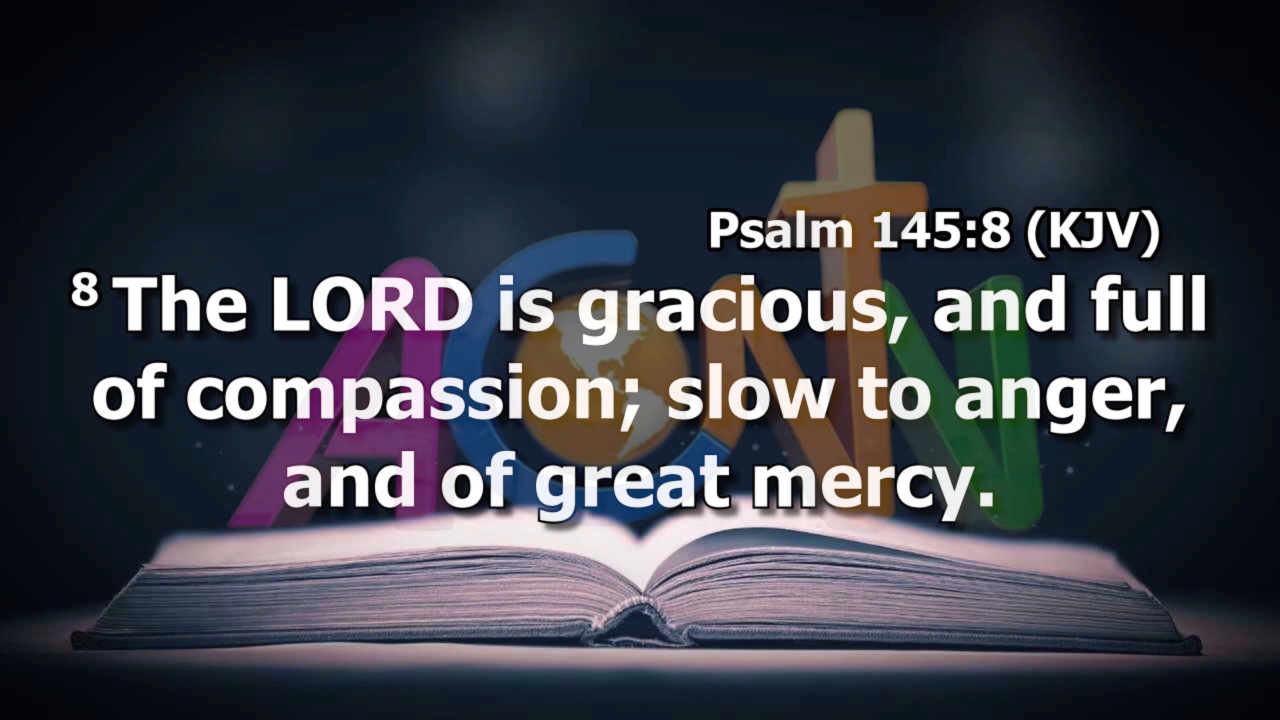 Psalm 145:8 (KJV)
8 The LORD is gracious, and full
of compassion; slow to anger,
and of great mercy.
ACNN